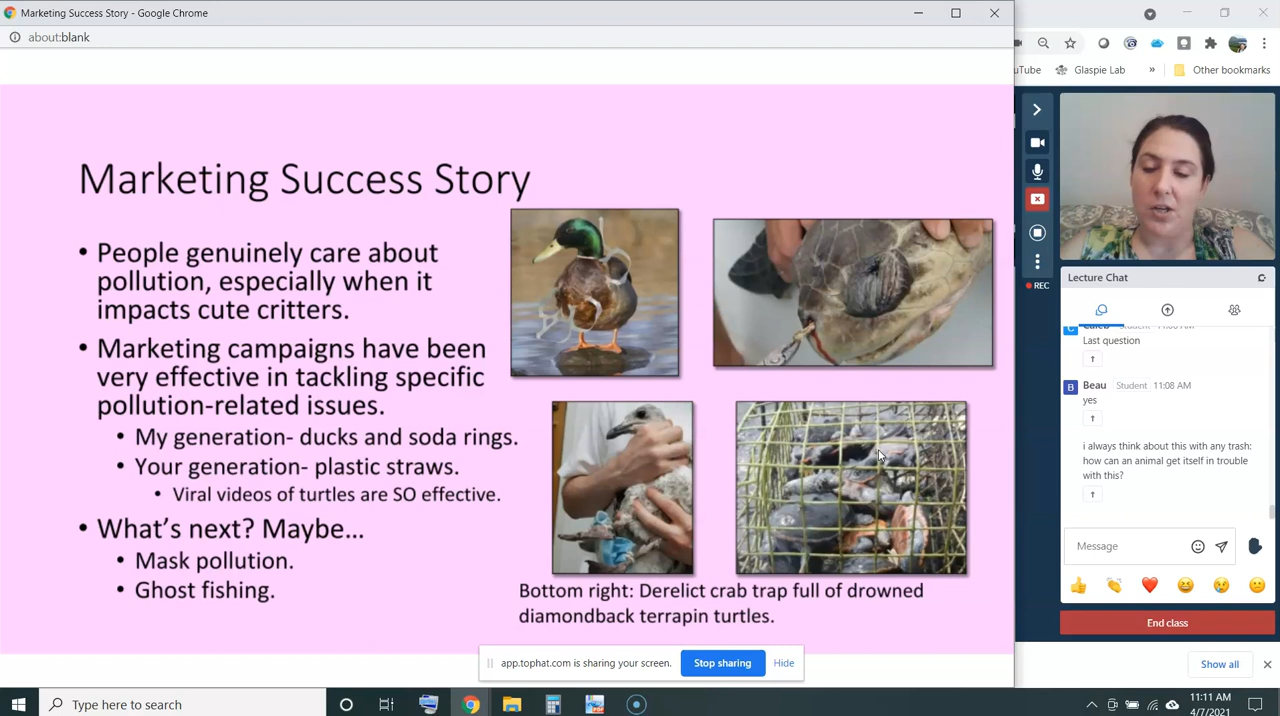 Marketing Success Story - Google Chrome
about:blank
uTube
Glaspie Lab
»
Other bookmarks
Marketing Success Story
• People genuinely care about
pollution, especially when it
impacts cute critters.
• Marketing campaigns have been
very effective in tackling specific
pollution-related issues.
• My generation- ducks and soda rings.
• Your generation- plastic straws.
• Viral videos of turtles are SO effective.
• What's next? Maybe...
• Mask pollution.
• Ghost fishing.
Bottom right: Derelict crab trap full of drowned
diamondback terrapin turtles.
REC
Lecture Chat
C Caleb Student
Last question
B Beau Student 11:08 AM
yes
i always think about this with any trash:
how can an animal get itself in trouble
with this?
Message
End class
app.tophat.com is sharing your screen.
Stop sharing
Hide
Show all
Type here to search
11:11 AM
4/7/2021